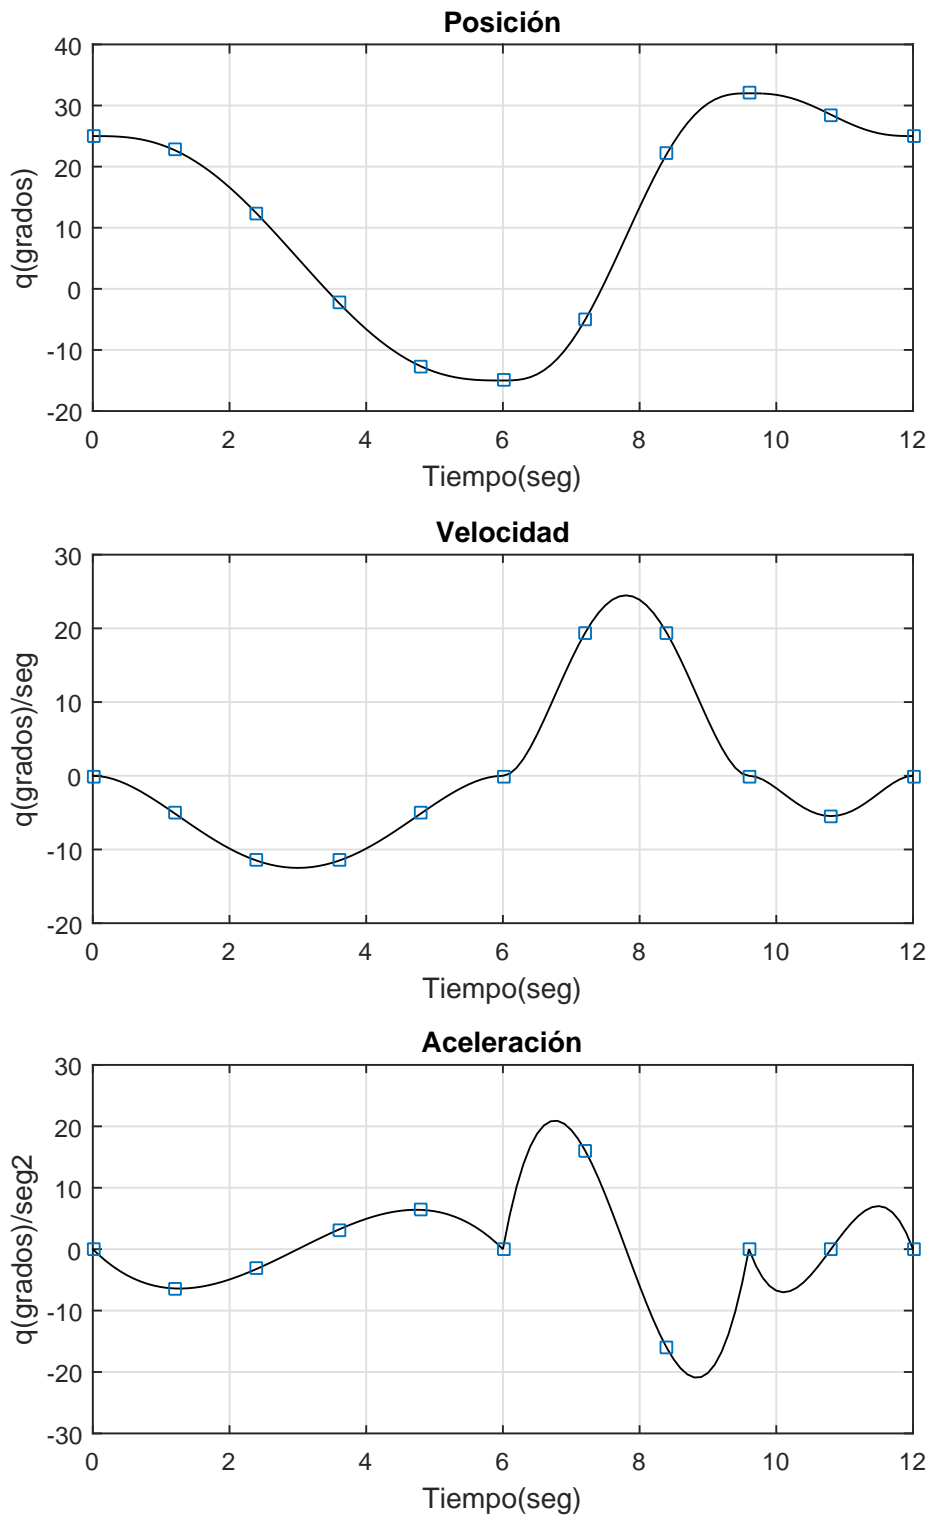 Posición
40
30
20
10
0
-10
-20
q(grados)
0 2 4 6 8 10 12
Tiempo(seg)
Velocidad
30
20
10
0
-10
-20
q(grados)/seg
0 2 4 6 8 10 12
Tiempo(seg)
Aceleración
30
20
10
0
-10
-20
-30
q(grados)/seg2
0 2 4 6 8 10 12
Tiempo(seg)